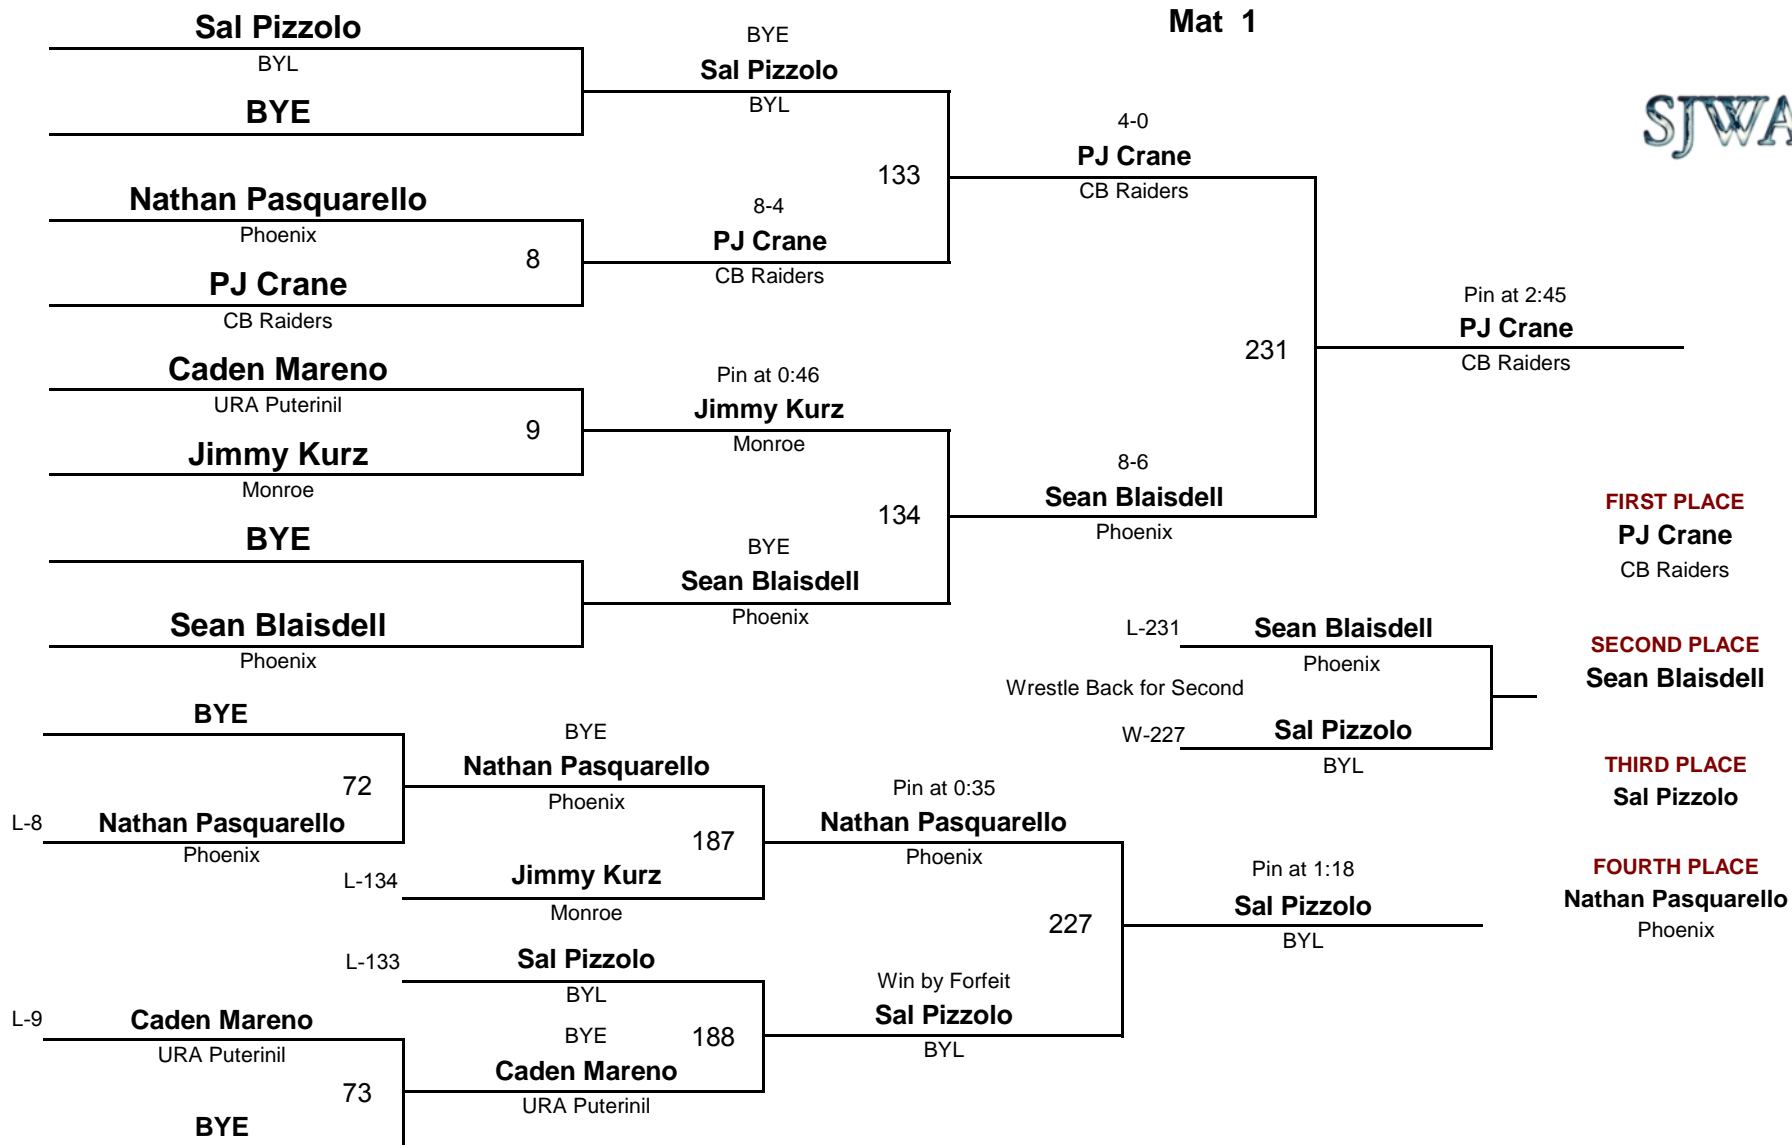 Mat 1
SJWA
Sal Pizzolo
BYL
BYE
BYE
Sal Pizzolo
BYL
Nathan Pasquarello
Phoenix
8
PJ Crane
CB Raiders
8-4
PJ Crane
CB Raiders
133
4-0
PJ Crane
CB Raiders
Caden Mareno
URA Puterinil
9
Jimmy Kurz
Monroe
Pin at 0:46
Jimmy Kurz
Monroe
BYE
Sean Blaisdell
Phoenix
BYE
Sean Blaisdell
Phoenix
134
8-6
Sean Blaisdell
Phoenix
231
Pin at 2:45
PJ Crane
CB Raiders
FIRST PLACE
PJ Crane
CB Raiders
L-231
Sean Blaisdell
Phoenix
Wrestle Back for Second
W-227
Sal Pizzolo
BYL
SECOND PLACE
Sean Blaisdell
THIRD PLACE
Sal Pizzolo
FOURTH PLACE
Nathan Pasquarello
Phoenix
BYE
72
L-8
Nathan Pasquarello
Phoenix
BYE
Nathan Pasquarello
Phoenix
187
L-134
Jimmy Kurz
Monroe
Pin at 0:35
Nathan Pasquarello
Phoenix
L-133
Sal Pizzolo
BYL
188
L-9
Caden Mareno
URA Puterinil
73
BYE
BYE
Caden Mareno
URA Puterinil
Win by Forfeit
Sal Pizzolo
BYL
227
Pin at 1:18
Sal Pizzolo
BYL